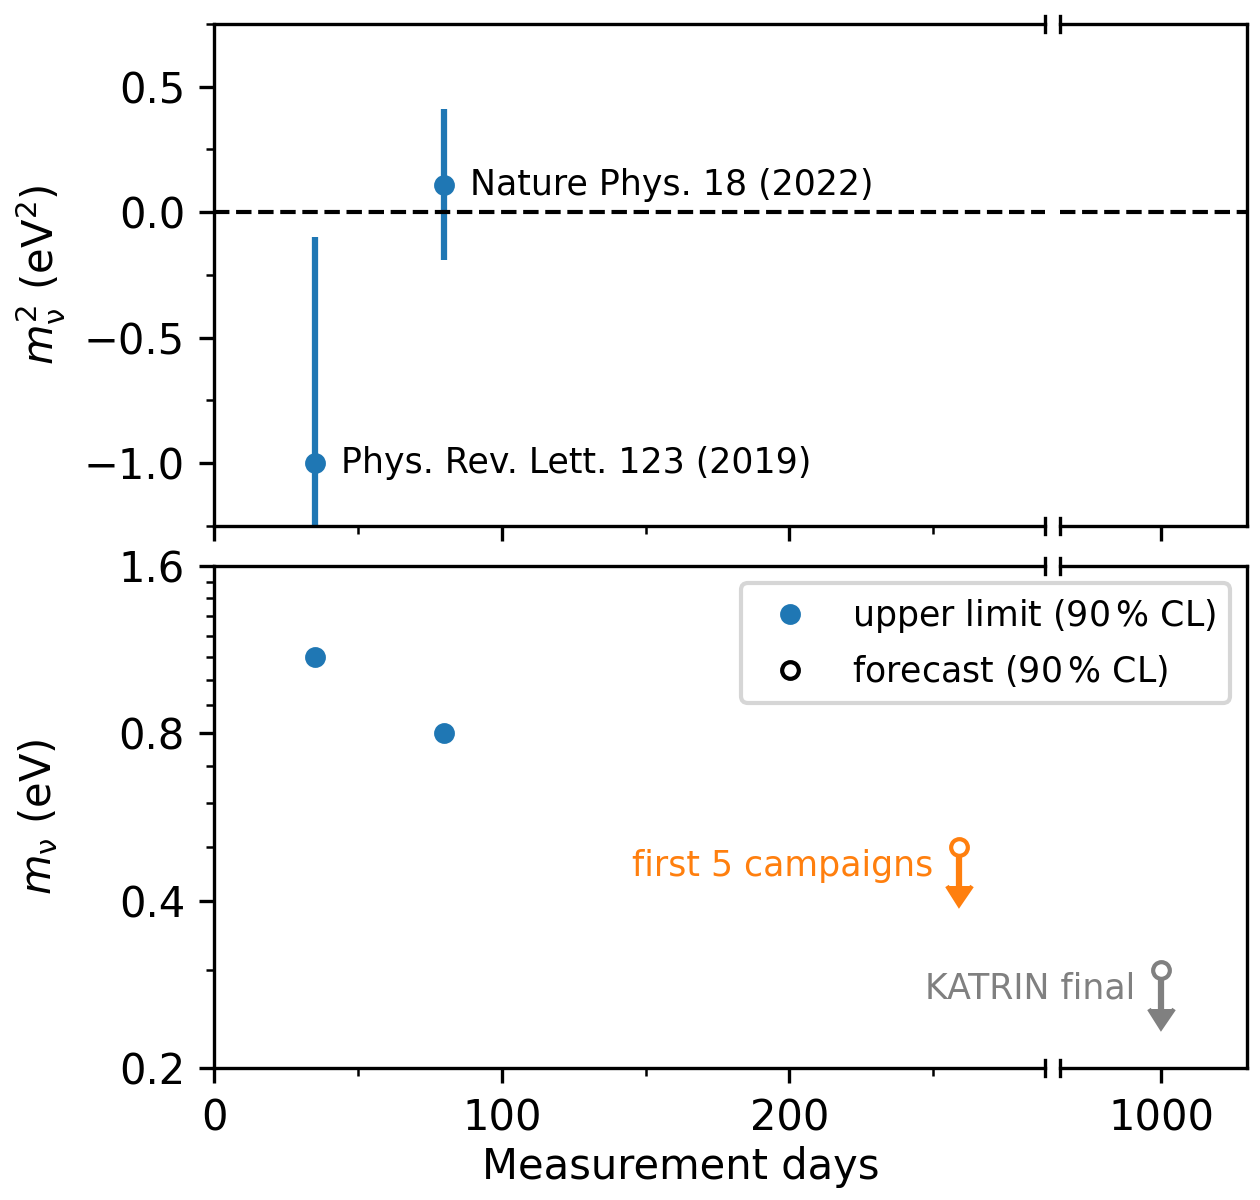 0.5
Nature Phys. 18 (2022)
0.0
−0.5
Phys. Rev. Lett. 123 (2019)
−1.0
m²ᵥ (eV²)
1.6
upper limit (90 % CL)
forecast (90 % CL)
0.8
first 5 campaigns
0.4
KATRIN final
0.2
mᵥ (eV)
0 100 200 1000
Measurement days